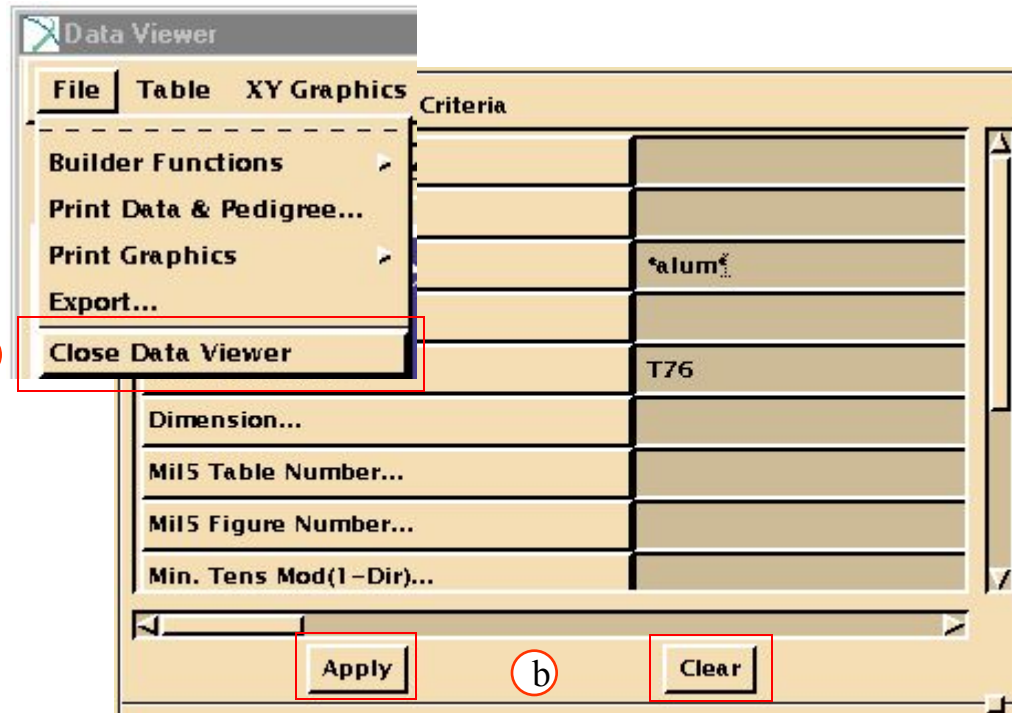 Data Viewer
File Table XY Graphics
Criteria
Builder Functions
Print Data & Pedigree...
Print Graphics
*alum*
Export...
Close Data Viewer
T76
Dimension...
Mil5 Table Number...
Mil5 Figure Number...
Min. Tens Mod(1-Dir)...
Apply b Clear